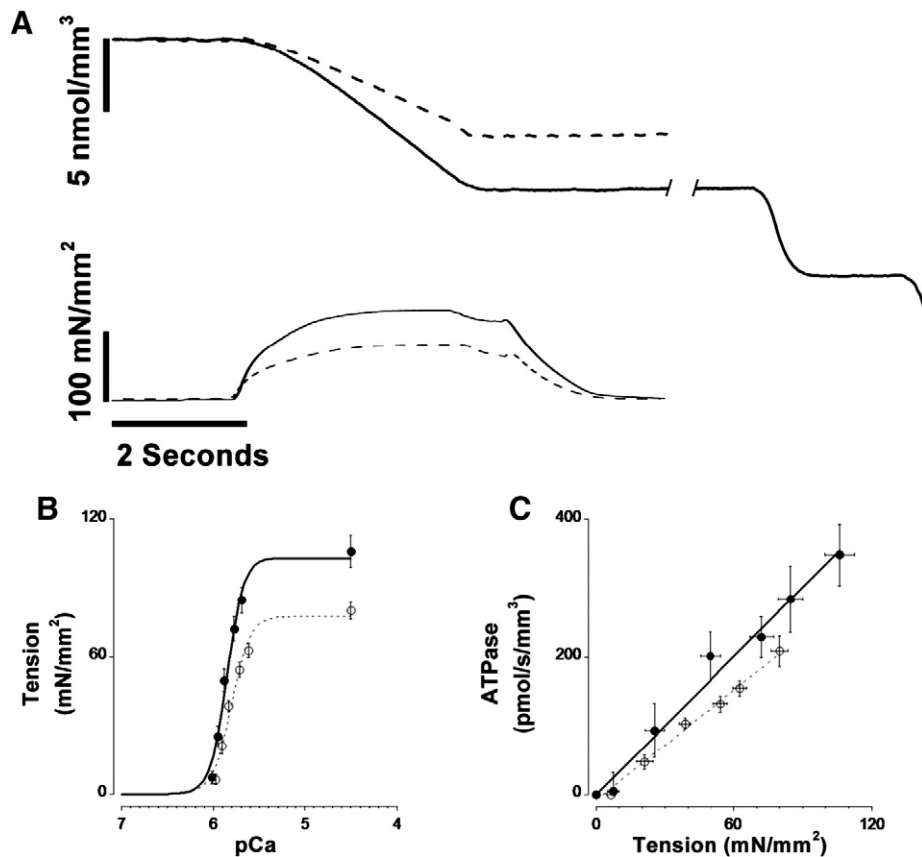 A
5 nmol/mm³
100 mN/mm²
2 Seconds
B
120
60
0
Tension
(mN/mm²)
7 6 5 4
pCa
C
400
200
0
ATPase
(pmol/s/mm³)
0 60 120
Tension (mN/mm²)